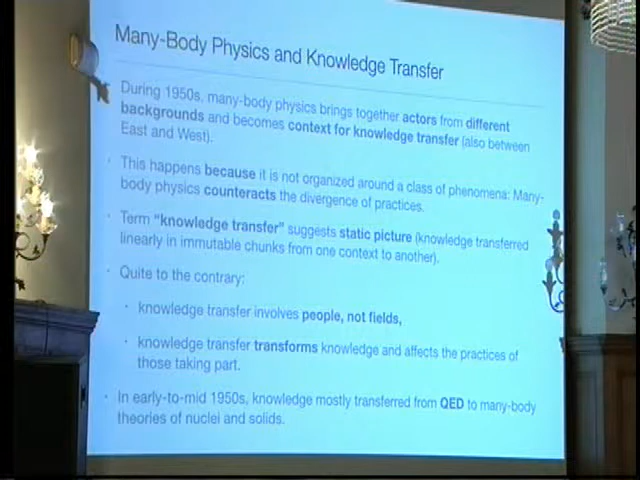 Many-Body Physics and Knowledge Transfer
During 1950s, many-body physics brings together actors from different
backgrounds and becomes context for knowledge transfer (also between
East and West).
This happens because it is not organized around a class of phenomena: Many-
body physics counteracts the divergence of practices.
Term "knowledge transfer" suggests static picture (knowledge transferred
linearly in immutable chunks from one context to another).
Quite to the contrary:
knowledge transfer involves people, not fields,
knowledge transfer transforms knowledge and affects the practices of
those taking part.
In early-to-mid 1950s, knowledge mostly transferred from QED to many-body
theories of nuclei and solids.